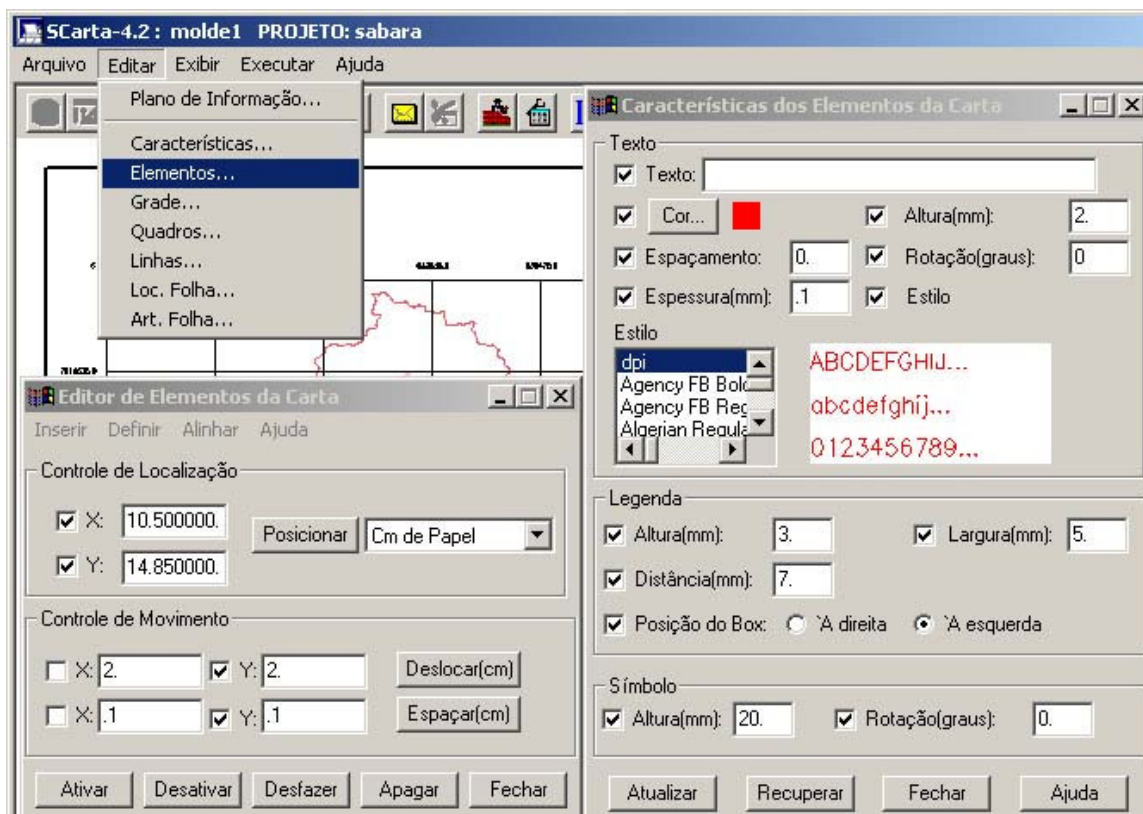 SCarta-4.2 : molde1 PROJETO: sabara
Arquivo Editar Exibir Executar Ajuda
Plano de Informação...
Características...
Elementos...
Grade...
Quadros...
Linhas...
Loc. Folha...
Art. Folha...
Editor de Elementos da Carta
Inserir Definir Alinhar Ajuda
Controle de Localização
X: 10.500000.
Posicionar Cm de Papel
Y: 14.850000.
Controle de Movimento
X: 2. Y: 2. Deslocar(cm)
X: .1 Y: .1 Espaçar(cm)
Ativar Desativar Desfazer Apagar Fechar
Características dos Elementos da Carta
Texto
Texto:
Cor... Altura(mm): 2.
Espaçamento: 0. Rotação(graus): 0
Espessura(mm): .1 Estilo
Estilo
dpi
Agency FB Bold
Agency FB Reg
Algerian Regula
ABCDEFGHIJ...
abcdefghij...
0123456789...
Legenda
Altura(mm): 3. Largura(mm): 5.
Distância(mm): 7.
Posição do Box: `A direita `A esquerda
Símbolo
Altura(mm): 20. Rotação(graus): 0.
Atualizar Recuperar Fechar Ajuda